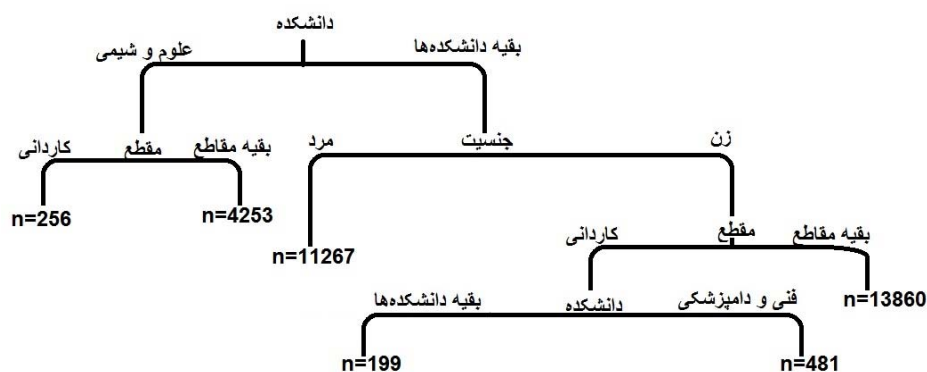 دانشکده
بقیه دانشکده‌ها
علوم و شیمی
زن
جنسیت
مرد
بقیه مقاطع
مقطع
کاردانی
n=4253
n=256
n=11267
بقیه مقاطع
مقطع
کاردانی
n=13860
فنی و دامپزشکی
دانشکده
بقیه دانشکده‌ها
n=481
n=199